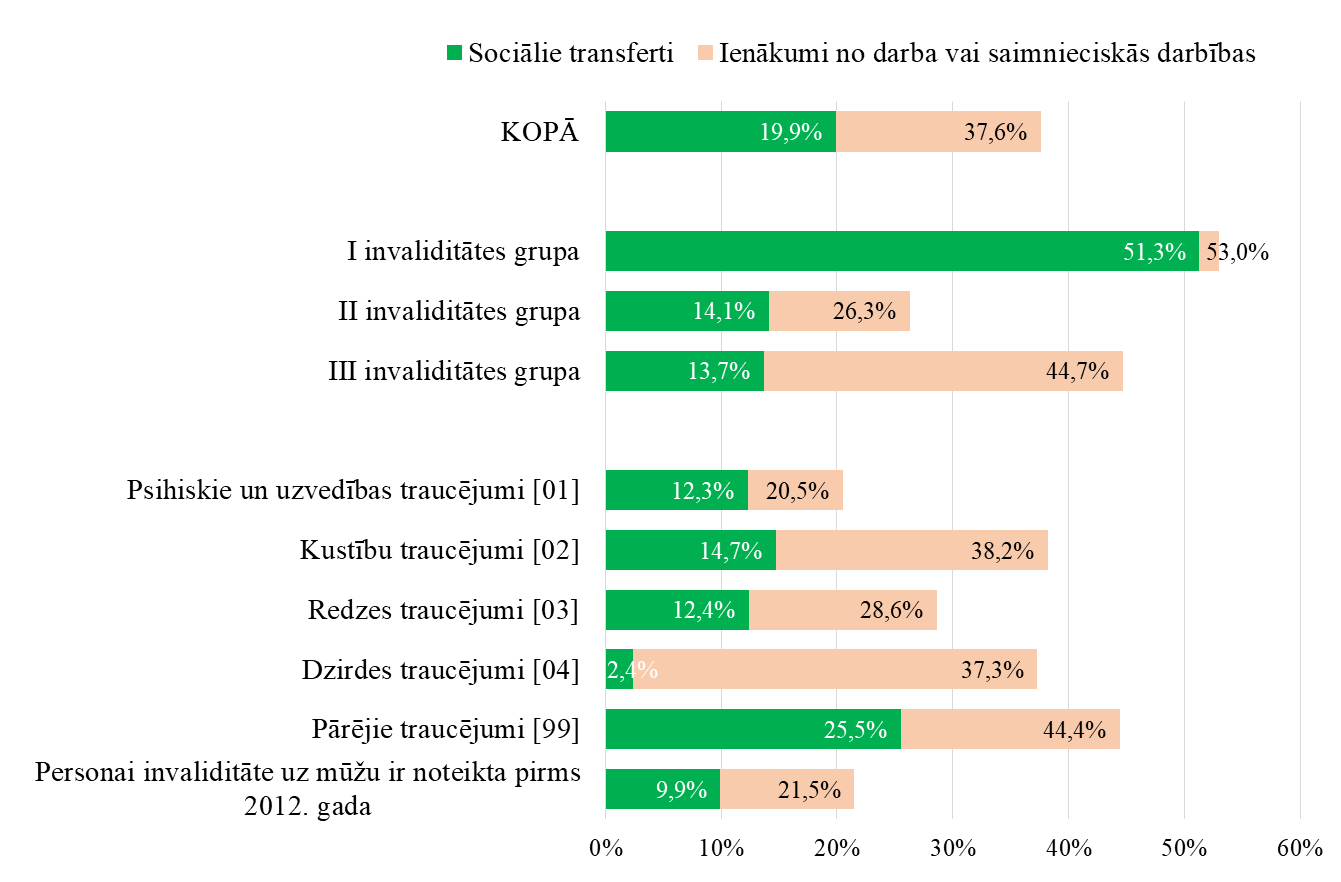 Sociālie transferti Ienākumi no darba vai saimnieciskās darbības
KOPĀ 19,9% 37,6%
I invaliditātes grupa 51,3% 53,0%
II invaliditātes grupa 14,1% 26,3%
III invaliditātes grupa 13,7% 44,7%
Psihiskie un uzvedības traucējumi [01] 12,3% 20,5%
Kustību traucējumi [02] 14,7% 38,2%
Redzes traucējumi [03] 12,4% 28,6%
Dzirdes traucējumi [04] 2,4% 37,3%
Pārējie traucējumi [99] 25,5% 44,4%
Personai invaliditāte uz mūžu ir noteikta pirms
2012. gada 9,9% 21,5%
0% 10% 20% 30% 40% 50% 60%